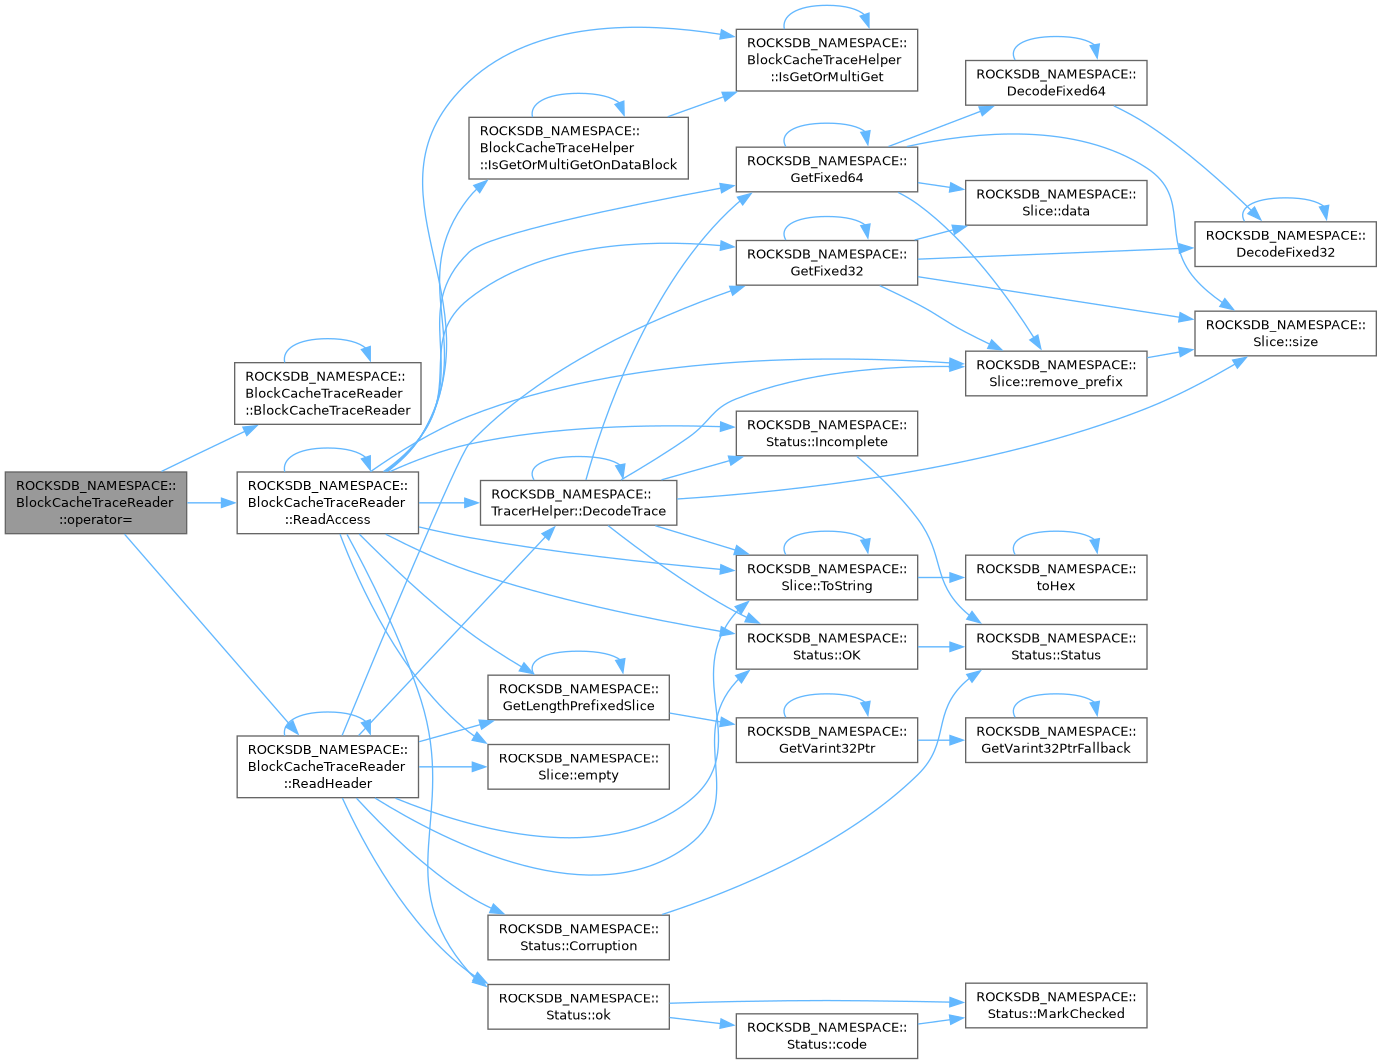 ROCKSDB_NAMESPACE::
BlockCacheTraceReader
::operator=
ROCKSDB_NAMESPACE::
BlockCacheTraceReader
::BlockCacheTraceReader
ROCKSDB_NAMESPACE::
BlockCacheTraceReader
::ReadAccess
ROCKSDB_NAMESPACE::
BlockCacheTraceReader
::ReadHeader
ROCKSDB_NAMESPACE::
BlockCacheTraceHelper
::IsGetOrMultiGetOnDataBlock
ROCKSDB_NAMESPACE::
TracerHelper::DecodeTrace
ROCKSDB_NAMESPACE::
GetLengthPrefixedSlice
ROCKSDB_NAMESPACE::
Slice::empty
ROCKSDB_NAMESPACE::
Status::Corruption
ROCKSDB_NAMESPACE::
Status::ok
ROCKSDB_NAMESPACE::
BlockCacheTraceHelper
::IsGetOrMultiGet
ROCKSDB_NAMESPACE::
GetFixed64
ROCKSDB_NAMESPACE::
GetFixed32
ROCKSDB_NAMESPACE::
Status::Incomplete
ROCKSDB_NAMESPACE::
Slice::ToString
ROCKSDB_NAMESPACE::
Status::OK
ROCKSDB_NAMESPACE::
GetVarint32Ptr
ROCKSDB_NAMESPACE::
Status::code
ROCKSDB_NAMESPACE::
DecodeFixed64
ROCKSDB_NAMESPACE::
Slice::data
ROCKSDB_NAMESPACE::
Slice::remove_prefix
ROCKSDB_NAMESPACE::
toHex
ROCKSDB_NAMESPACE::
Status::Status
ROCKSDB_NAMESPACE::
GetVarint32PtrFallback
ROCKSDB_NAMESPACE::
Status::MarkChecked
ROCKSDB_NAMESPACE::
DecodeFixed32
ROCKSDB_NAMESPACE::
Slice::size